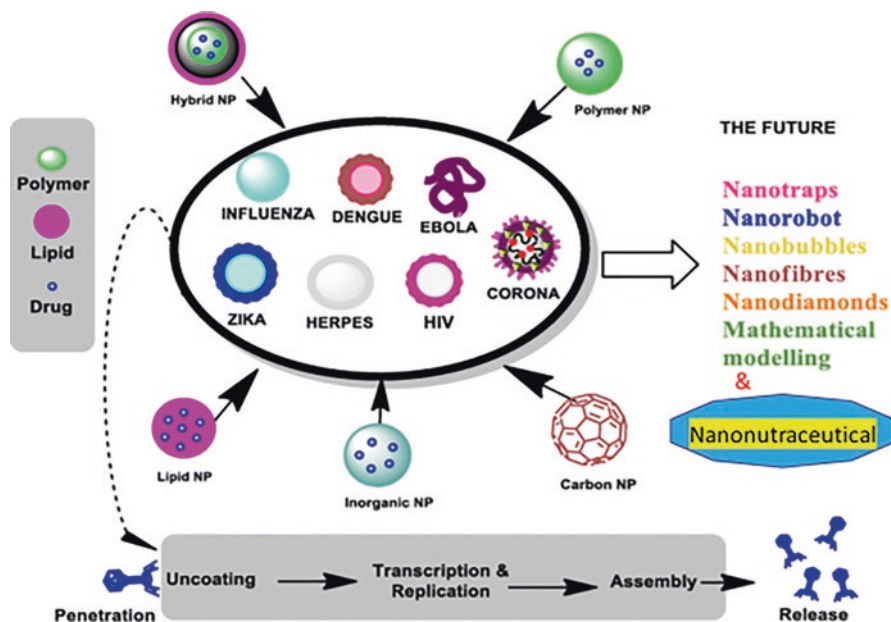 Hybrid NP
Polymer NP
THE FUTURE
Polymer
Lipid
Drug
INFLUENZA
DENGUE
EBOLA
ZIKA
HERPES
HIV
CORONA
Nanotraps
Nanorobot
Nanobubbles
Nanofibres
Nanodiamonds
Mathematical
modelling
&
Nanonutraceutical
Lipid NP
Inorganic NP
Carbon NP
Penetration
Uncoating
Transcription &
Replication
Assembly
Release